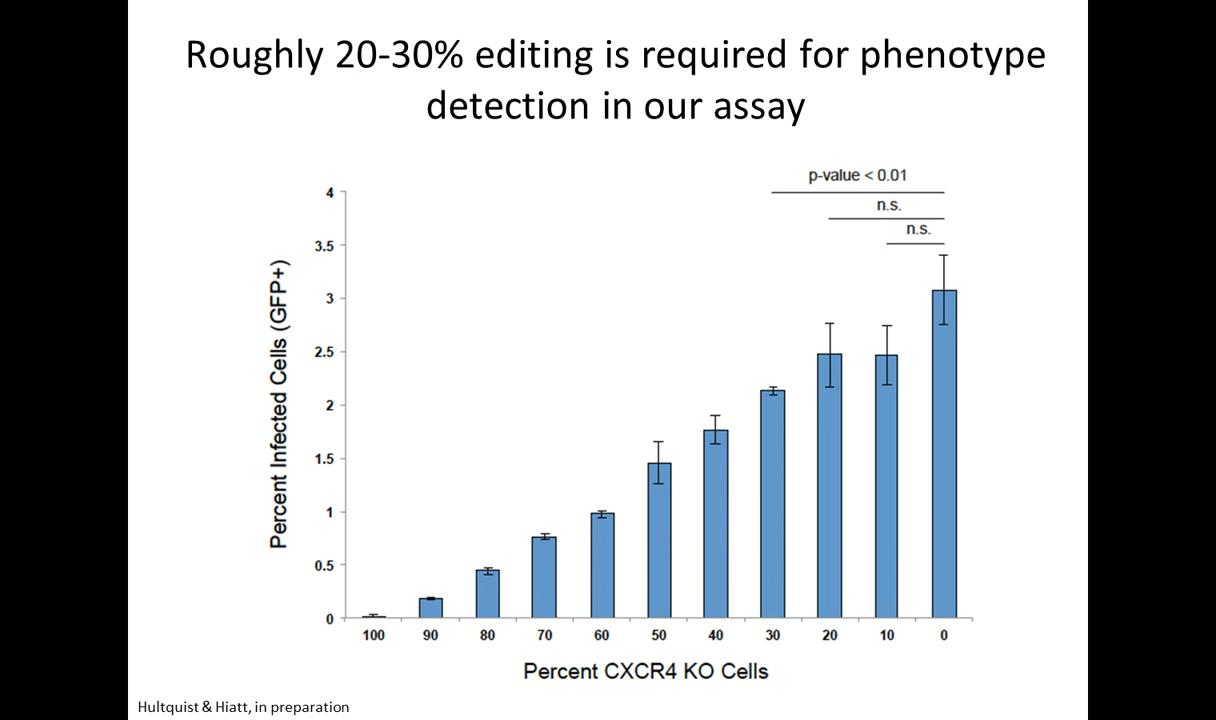 Roughly 20-30% editing is required for phenotype
detection in our assay
p-value < 0.01
n.s.
n.s.
Percent Infected Cells (GFP+)
4
3.5
3
2.5
2
1.5
1
0.5
0
100 90 80 70 60 50 40 30 20 10 0
Percent CXCR4 KO Cells
Hultquist & Hiatt, in preparation